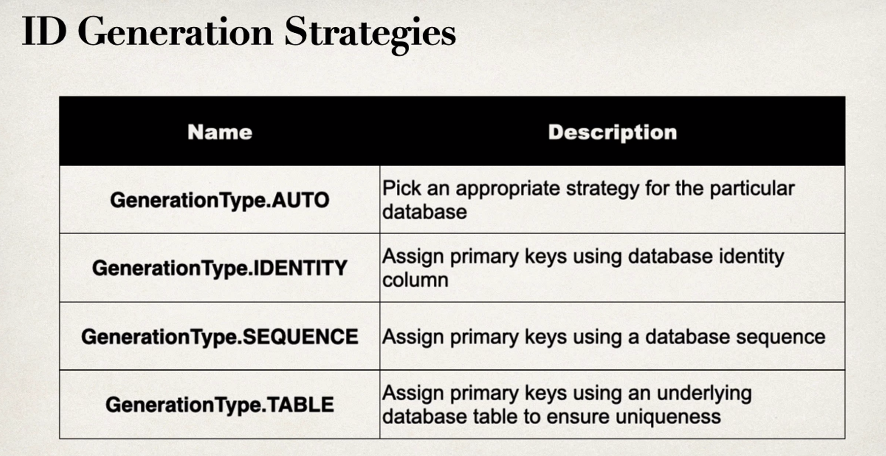 ID Generation Strategies
Name
Description
GenerationType.AUTO
Pick an appropriate strategy for the particular
database
GenerationType.IDENTITY
Assign primary keys using database identity
column
GenerationType.SEQUENCE
Assign primary keys using a database sequence
GenerationType.TABLE
Assign primary keys using an underlying
database table to ensure uniqueness